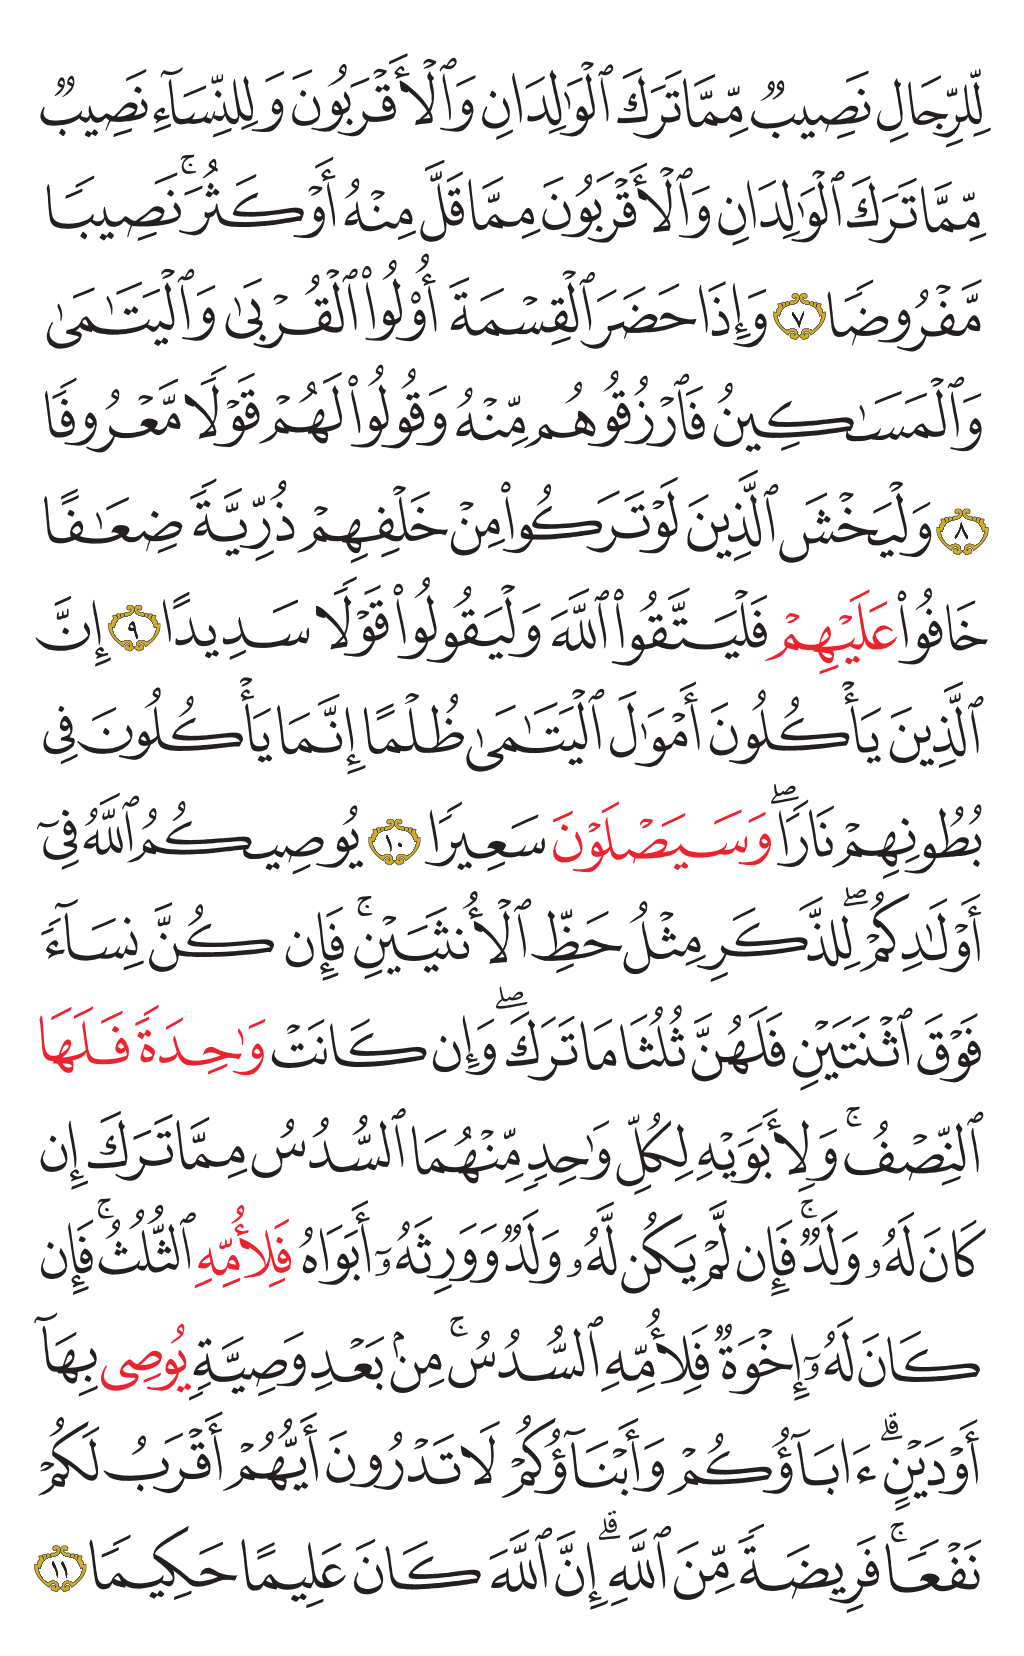 لِّلرِّجَالِ نَصِيبٌ مِّمَّا تَرَكَ ٱلْوَٰلِدَانِ وَٱلْأَقْرَبُونَ وَلِلنِّسَآءِ نَصِيبٌ
مِّمَّا تَرَكَ ٱلْوَٰلِدَانِ وَٱلْأَقْرَبُونَ مِمَّا قَلَّ مِنْهُ أَوْ كَثُرَ ۚ نَصِيبًا
مَّفْرُوضًا ٧ وَإِذَا حَضَرَ ٱلْقِسْمَةَ أُو۟لُوا۟ ٱلْقُرْبَىٰ وَٱلْيَتَـٰمَىٰ
وَٱلْمَسَـٰكِينُ فَٱرْزُقُوهُم مِّنْهُ وَقُولُوا۟ لَهُمْ قَوْلًا مَّعْرُوفًا
٨ وَلْيَخْشَ ٱلَّذِينَ لَوْ تَرَكُوا۟ مِنْ خَلْفِهِمْ ذُرِّيَّةً ضِعَـٰفًا
خَافُوا۟ عَلَيْهِمْ فَلْيَتَّقُوا۟ ٱللَّهَ وَلْيَقُولُوا۟ قَوْلًا سَدِيدًا ٩ إِنَّ
ٱلَّذِينَ يَأْكُلُونَ أَمْوَٰلَ ٱلْيَتَـٰمَىٰ ظُلْمًا إِنَّمَا يَأْكُلُونَ فِى
بُطُونِهِمْ نَارًا ۖ وَسَيَصْلَوْنَ سَعِيرًا ١٠ يُوصِيكُمُ ٱللَّهُ فِىٓ
أَوْلَـٰدِكُمْ ۖ لِلذَّكَرِ مِثْلُ حَظِّ ٱلْأُنثَيَيْنِ ۚ فَإِن كُنَّ نِسَآءً
فَوْقَ ٱثْنَتَيْنِ فَلَهُنَّ ثُلُثَا مَا تَرَكَ ۖ وَإِن كَانَتْ وَٰحِدَةً فَلَهَا
ٱلنِّصْفُ ۚ وَلِأَبَوَيْهِ لِكُلِّ وَٰحِدٍ مِّنْهُمَا ٱلسُّدُسُ مِمَّا تَرَكَ إِن
كَانَ لَهُۥ وَلَدٌ ۚ فَإِن لَّمْ يَكُن لَّهُۥ وَلَدٌ وَوَرِثَهُۥٓ أَبَوَاهُ فَلِأُمِّهِ ٱلثُّلُثُ ۚ فَإِن
كَانَ لَهُۥٓ إِخْوَةٌ فَلِأُمِّهِ ٱلسُّدُسُ ۚ مِنۢ بَعْدِ وَصِيَّةٍ يُوصِى بِهَآ
أَوْ دَيْنٍ ۗ ءَابَآؤُكُمْ وَأَبْنَآؤُكُمْ لَا تَدْرُونَ أَيُّهُمْ أَقْرَبُ لَكُمْ
نَفْعًا ۚ فَرِيضَةً مِّنَ ٱللَّهِ ۗ إِنَّ ٱللَّهَ كَانَ عَلِيمًا حَكِيمًا ١١